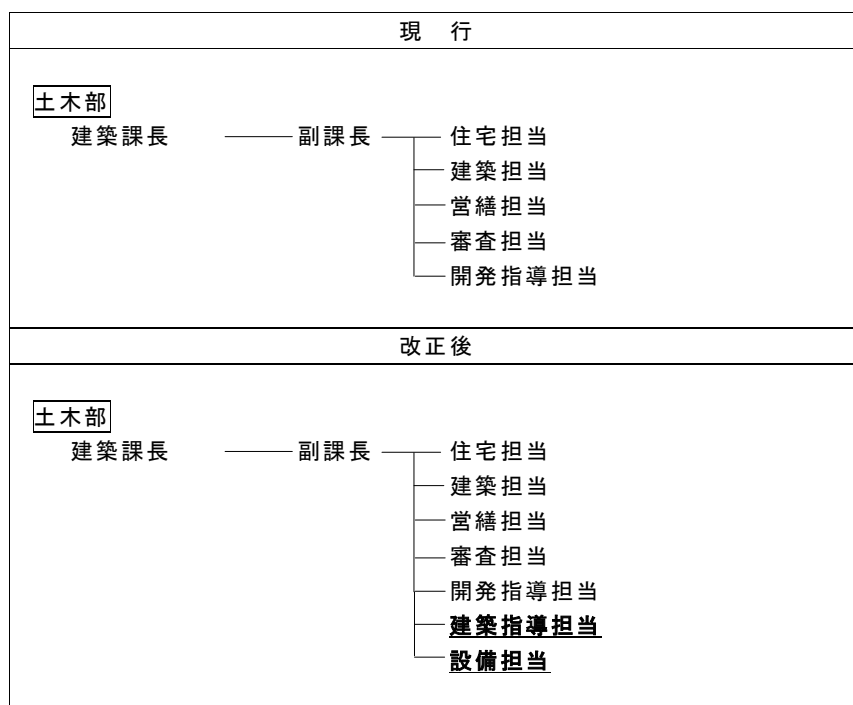 現　行
土木部
建築課長　副課長　住宅担当
建築担当
営繕担当
審査担当
開発指導担当
改正後
土木部
建築課長　副課長　住宅担当
建築担当
営繕担当
審査担当
開発指導担当
建築指導担当
設備担当